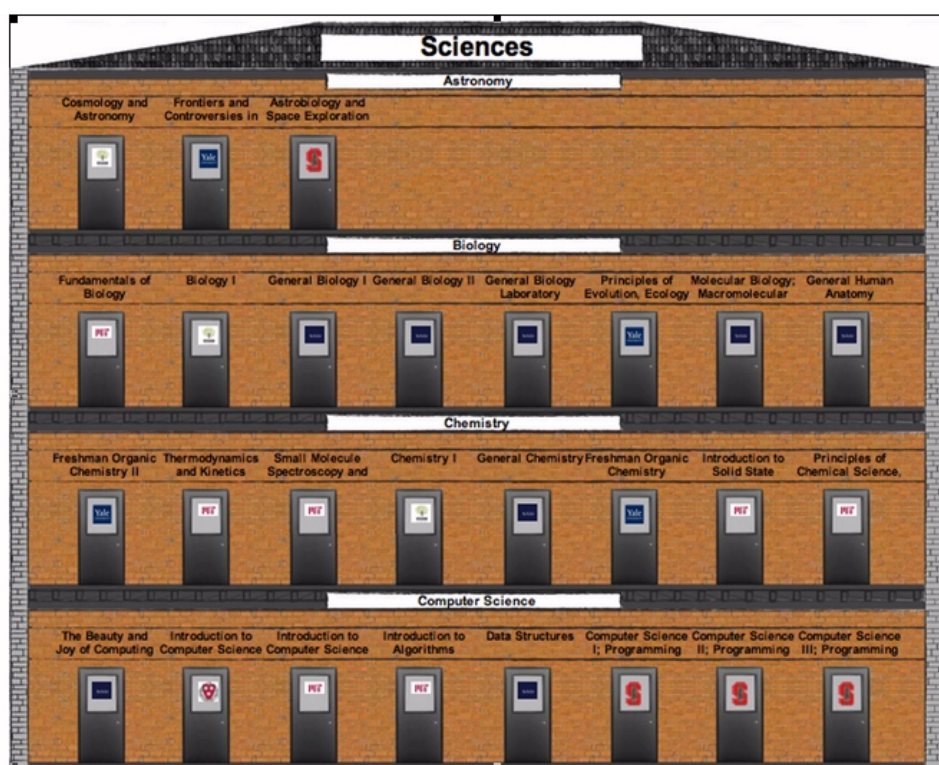 Sciences
Astronomy
Cosmology and Frontiers and Astrobiology and
Astronomy Controversies in Space Exploration
Yale
S
Biology
Fundamentals of Biology I General Biology I General Biology II General Biology Principles of Molecular Biology; General Human
Biology Laboratory Evolution, Ecology Macromolecular Anatomy
MIT
Yale
Chemistry
Freshman Organic Thermodynamics Small Molecule Chemistry I General Chemistry Freshman Organic Introduction to Principles of
Chemistry II and Kinetics Spectroscopy and Chemistry Solid State Chemical Science,
Yale MIT MIT Yale MIT MIT
Computer Science
The Beauty and Introduction to Introduction to Introduction to Data Structures Computer Science Computer Science Computer Science
Joy of Computing Computer Science Computer Science Algorithms I; Programming II; Programming III; Programming
MIT MIT S S S